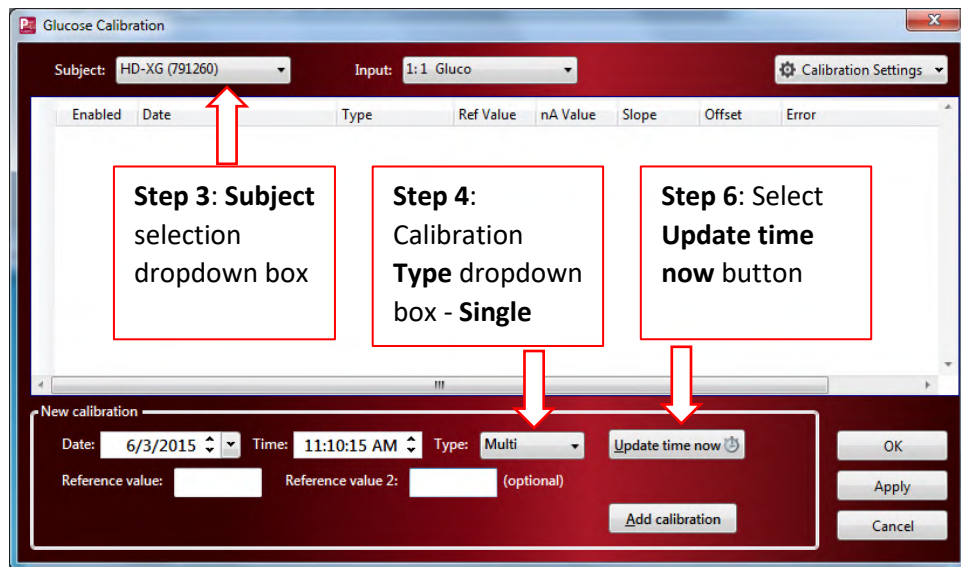 Glucose Calibration
Subject: HD-XG (791260) Input: 1: 1 Gluco Calibration Settings
Enabled Date Type Ref Value nA Value Slope Offset Error
Step 3: Subject
selection
dropdown box
Step 4:
Calibration
Type dropdown
box - Single
Step 6: Select
Update time
now button
New calibration
Date: 6/3/2015 Time: 11:10:15 AM Type: Multi Update time now OK
Reference value: Reference value 2: (optional) Apply
Add calibration Cancel